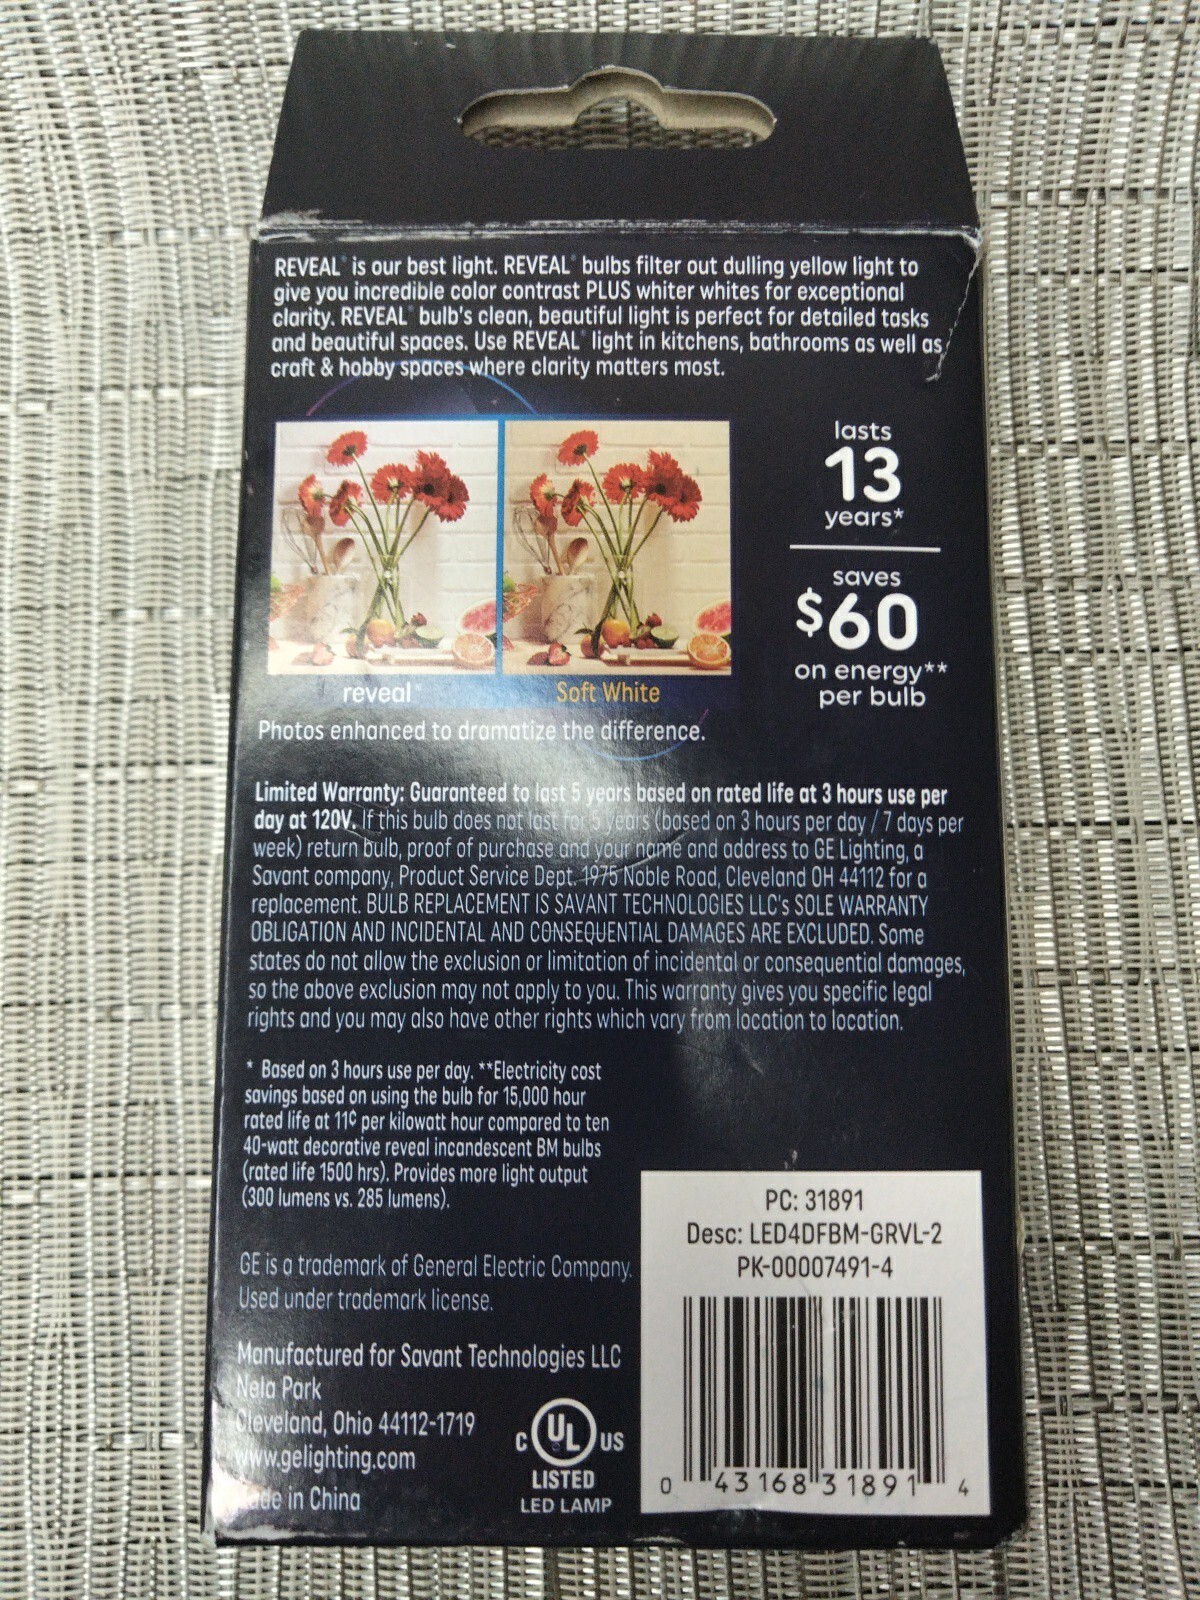 REVEAL® is our best light. REVEAL® bulbs filter out dulling yellow light to
give you incredible color contrast PLUS whiter whites for exceptional
clarity. REVEAL® bulb's clean, beautiful light is perfect for detailed tasks
and beautiful spaces. Use REVEAL® light in kitchens, bathrooms as well as
craft & hobby spaces where clarity matters most.
lasts
13
years*
saves
$60
on energy**
per bulb
reveal®
Soft White
Photos enhanced to dramatize the difference.
Limited Warranty: Guaranteed to last 5 years based on rated life at 3 hours use per
day at 120V. If this bulb does not last for 5 years (based on 3 hours per day / 7 days per
week) return bulb, proof of purchase and your name and address to GE Lighting, a
Savant company, Product Service Dept. 1975 Noble Road, Cleveland OH 44112 for a
replacement. BULB REPLACEMENT IS SAVANT TECHNOLOGIES LLC's SOLE WARRANTY
OBLIGATION AND INCIDENTAL AND CONSEQUENTIAL DAMAGES ARE EXCLUDED. Some
states do not allow the exclusion or limitation of incidental or consequential damages,
so the above exclusion may not apply to you. This warranty gives you specific legal
rights and you may also have other rights which vary from location to location.
* Based on 3 hours use per day. **Electricity cost
savings based on using the bulb for 15,000 hour
rated life at 11¢ per kilowatt hour compared to ten
40-watt decorative reveal incandescent BM bulbs
(rated life 1500 hrs). Provides more light output
(300 lumens vs. 285 lumens).
GE is a trademark of General Electric Company.
Used under trademark license.
Manufactured for Savant Technologies LLC
Nela Park
Cleveland, Ohio 44112-1719
www.gelighting.com
Made in China
C UL US
LISTED
LED LAMP
PC: 31891
Desc: LED4DFBM-GRVL-2
PK-00007491-4
0 43168 31891 4